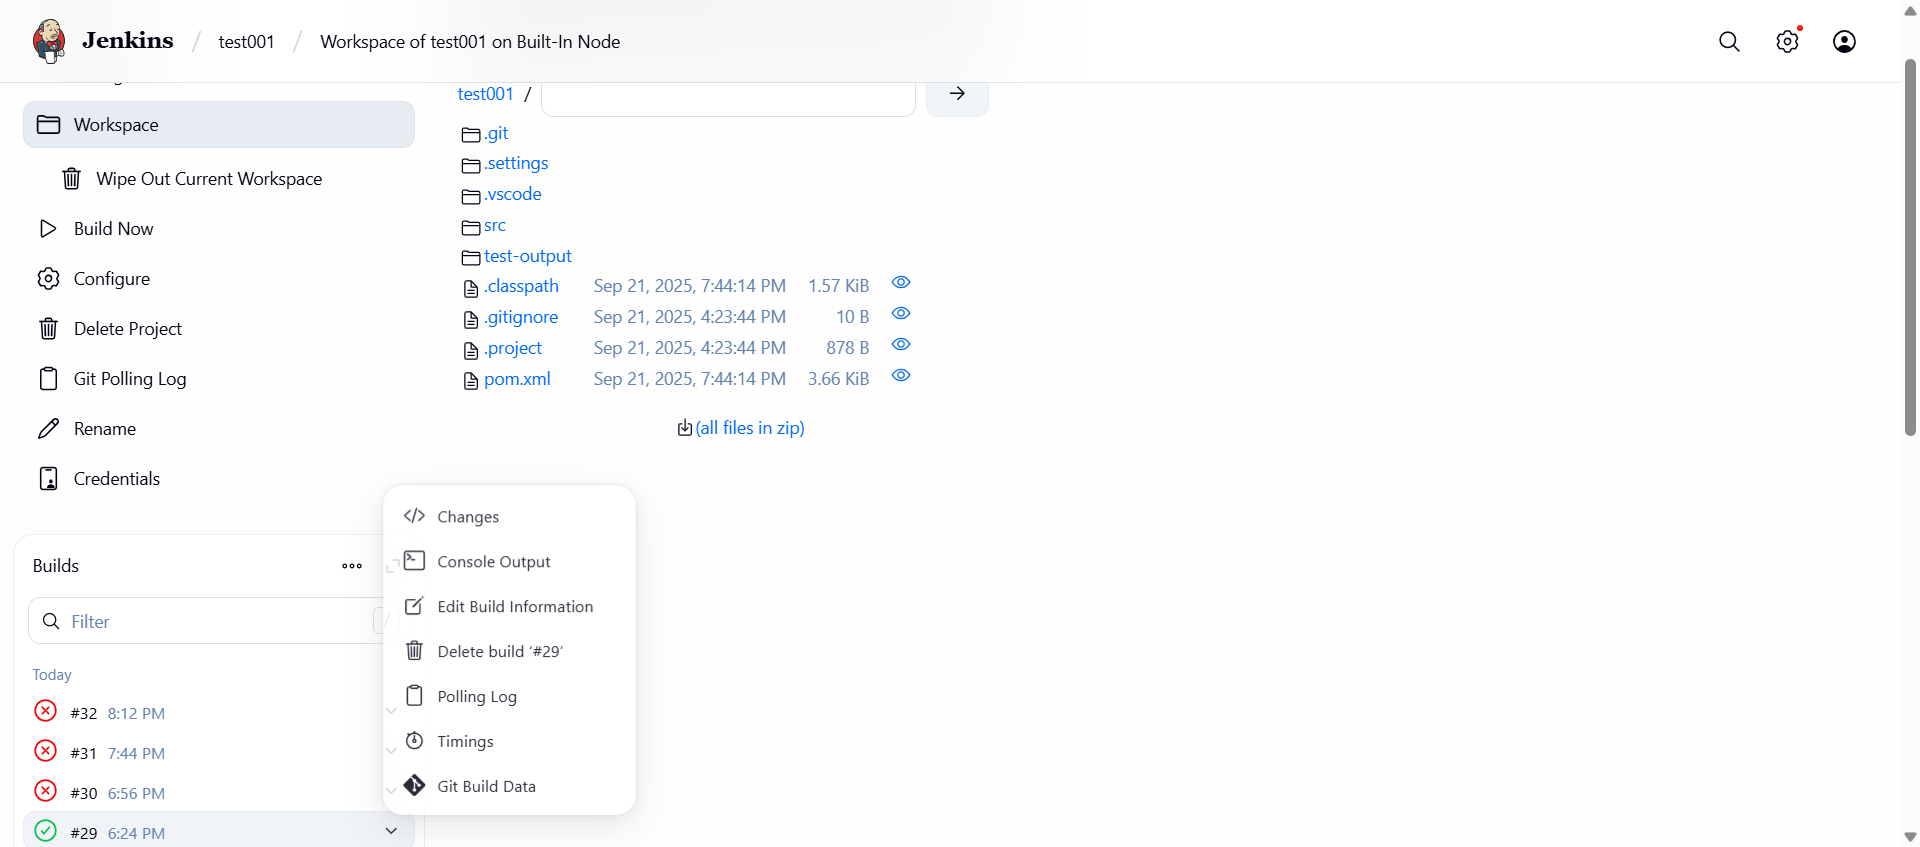 Jenkins / test001 / Workspace of test001 on Built-In Node
Workspace
Wipe Out Current Workspace
Build Now
Configure
Delete Project
Git Polling Log
Rename
Credentials
Builds
Filter
/
Today
#32 8:12 PM
#31 7:44 PM
#30 6:56 PM
#29 6:24 PM
test001 /
.git
.settings
.vscode
src
test-output
.classpath Sep 21, 2025, 7:44:14 PM 1.57 KiB
.gitignore Sep 21, 2025, 4:23:44 PM 10 B
.project Sep 21, 2025, 4:23:44 PM 878 B
pom.xml Sep 21, 2025, 7:44:14 PM 3.66 KiB
(all files in zip)
Changes
Console Output
Edit Build Information
Delete build ‘#29’
Polling Log
Timings
Git Build Data